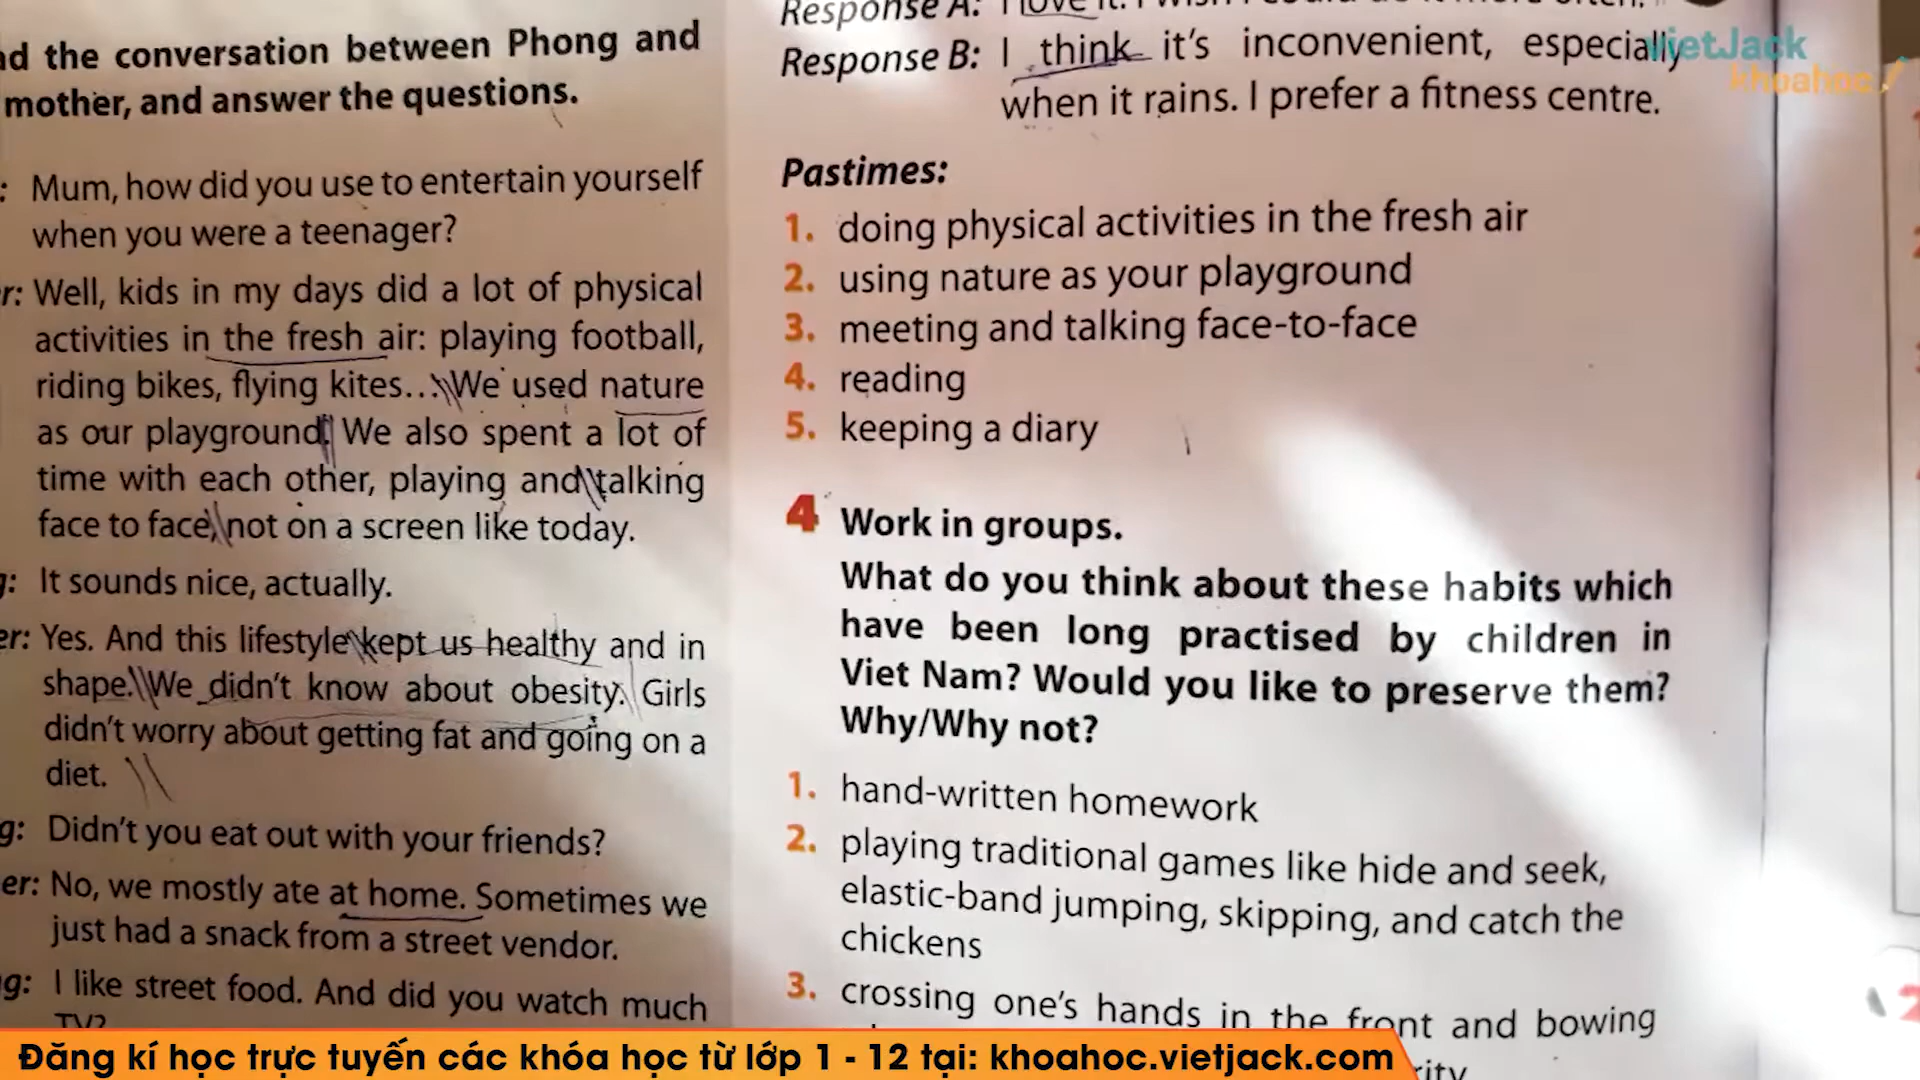 ad the conversation between Phong and
mother, and answer the questions.
: Mum, how did you use to entertain yourself
when you were a teenager?
r: Well, kids in my days did a lot of physical
activities in the fresh air: playing football,
riding bikes, flying kites... We used nature
as our playground. We also spent a lot of
time with each other, playing and talking
face to face, not on a screen like today.
g: It sounds nice, actually.
er: Yes. And this lifestyle kept us healthy and in
shape. We didn't know about obesity. Girls
didn't worry about getting fat and going on a
diet.
g: Didn't you eat out with your friends?
er: No, we mostly ate at home. Sometimes we
just had a snack from a street vendor.
g: I like street food. And did you watch much
TV?
Response A: I love it. I wish I could do it more often.
Response B: I think it's inconvenient, especially
when it rains. I prefer a fitness centre.
Pastimes:
1. doing physical activities in the fresh air
2. using nature as your playground
3. meeting and talking face-to-face
4. reading
5. keeping a diary
4 Work in groups.
What do you think about these habits which
have been long practised by children in
Viet Nam? Would you like to preserve them?
Why/Why not?
1. hand-written homework
2. playing traditional games like hide and seek,
elastic-band jumping, skipping, and catch the
chickens
3. crossing one's hands in the front and bowing
vietJack
khoahoc
Đăng kí học trực tuyến các khóa học từ lớp 1 - 12 tại: khoahoc.vietjack.com